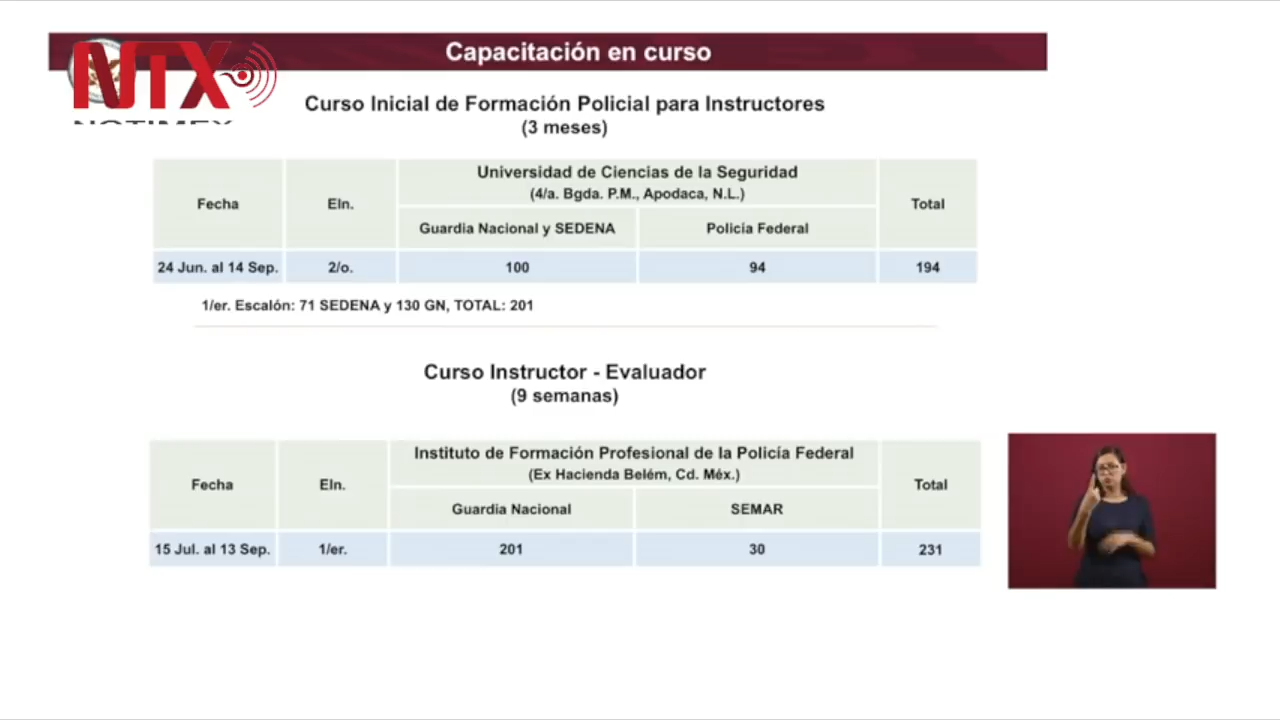 NTX
NOTIMEX
Capacitación en curso
Curso Inicial de Formación Policial para Instructores
(3 meses)
Fecha
Eln.
Universidad de Ciencias de la Seguridad
(4/a. Bgda. P.M., Apodaca, N.L.)
Guardia Nacional y SEDENA
Policía Federal
Total
24 Jun. al 14 Sep.
2/o.
100
94
194
1/er. Escalón: 71 SEDENA y 130 GN, TOTAL: 201
Curso Instructor - Evaluador
(9 semanas)
Fecha
Eln.
Instituto de Formación Profesional de la Policía Federal
(Ex Hacienda Belém, Cd. Méx.)
Guardia Nacional
SEMAR
Total
15 Jul. al 13 Sep.
1/er.
201
30
231